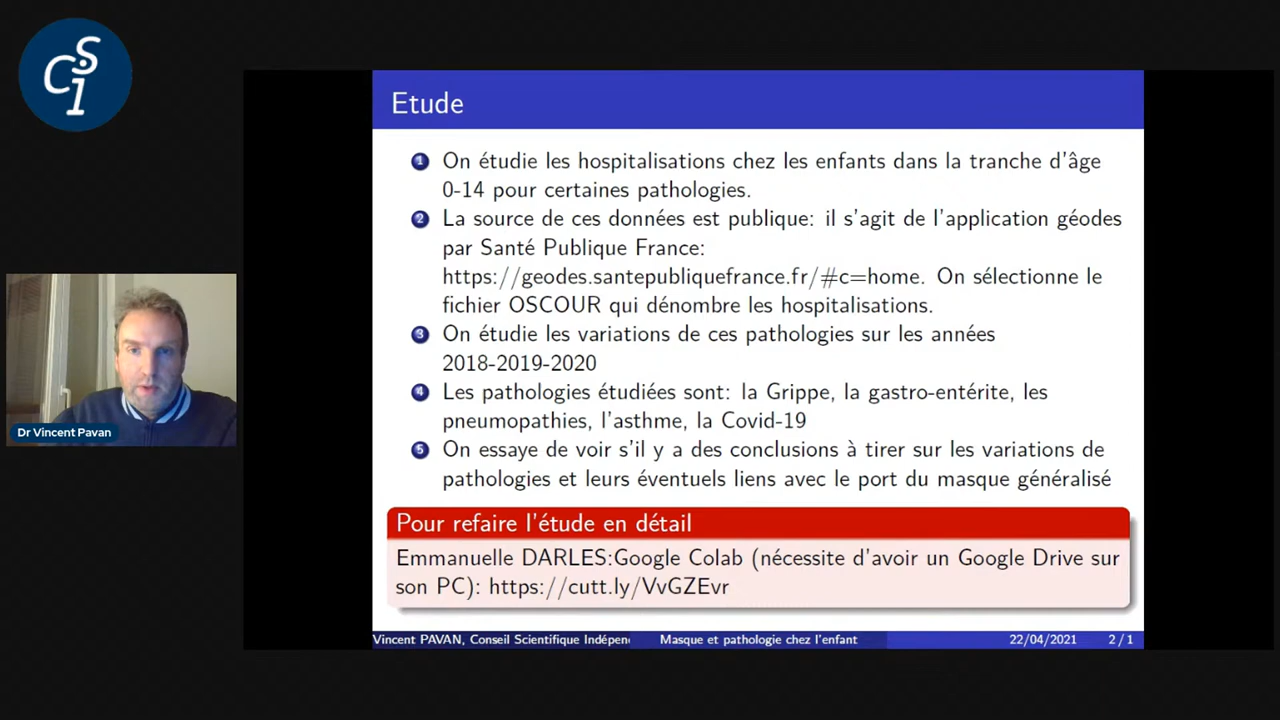 CSI
Etude
1 On étudie les hospitalisations chez les enfants dans la tranche d'âge
0-14 pour certaines pathologies.
2 La source de ces données est publique: il s'agit de l'application géodes
par Santé Publique France:
https://geodes.santepubliquefrance.fr/#c=home. On sélectionne le
fichier OSCOUR qui dénombre les hospitalisations.
3 On étudie les variations de ces pathologies sur les années
2018-2019-2020
4 Les pathologies étudiées sont: la Grippe, la gastro-entérite, les
pneumopathies, l'asthme, la Covid-19
5 On essaye de voir s'il y a des conclusions à tirer sur les variations de
pathologies et leurs éventuels liens avec le port du masque généralisé
Dr Vincent Pavan
Pour refaire l'étude en détail
Emmanuelle DARLES:Google Colab (nécessite d'avoir un Google Drive sur
son PC): https://cutt.ly/VvGZEvr
Vincent PAVAN, Conseil Scientifique Indépen Masque et pathologie chez l'enfant 22/04/2021 2 / 1